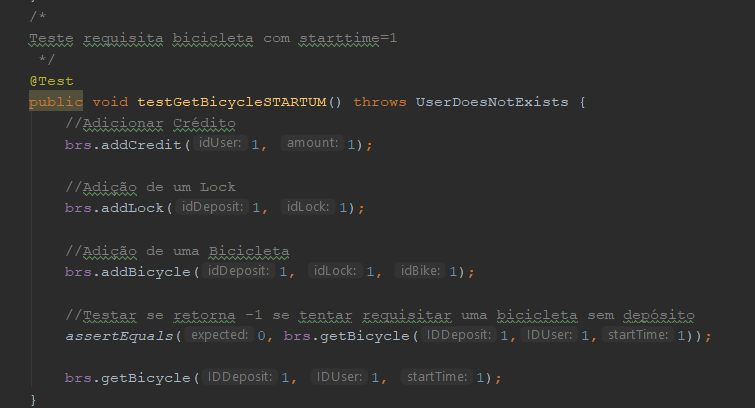 /*
Teste requisita bicicleta com starttime=1
*/
@Test
public void testGetBicycleSTARTUM() throws UserDoesNotExists {
//Adicionar Crédito
brs.addCredit( idUser: 1, amount: 1);
//Adição de um Lock
brs.addLock( idDeposit: 1, idLock: 1);
//Adição de uma Bicicleta
brs.addBicycle( idDeposit: 1, idLock: 1, idBike: 1);
//Testar se retorna -1 se tentar requisitar uma bicicleta sem depósito
assertEquals( expected: 0, brs.getBicycle( IDDeposit: 1, IDUser: 1, startTime: 1));
brs.getBicycle( IDDeposit: 1, IDUser: 1, startTime: 1);
}